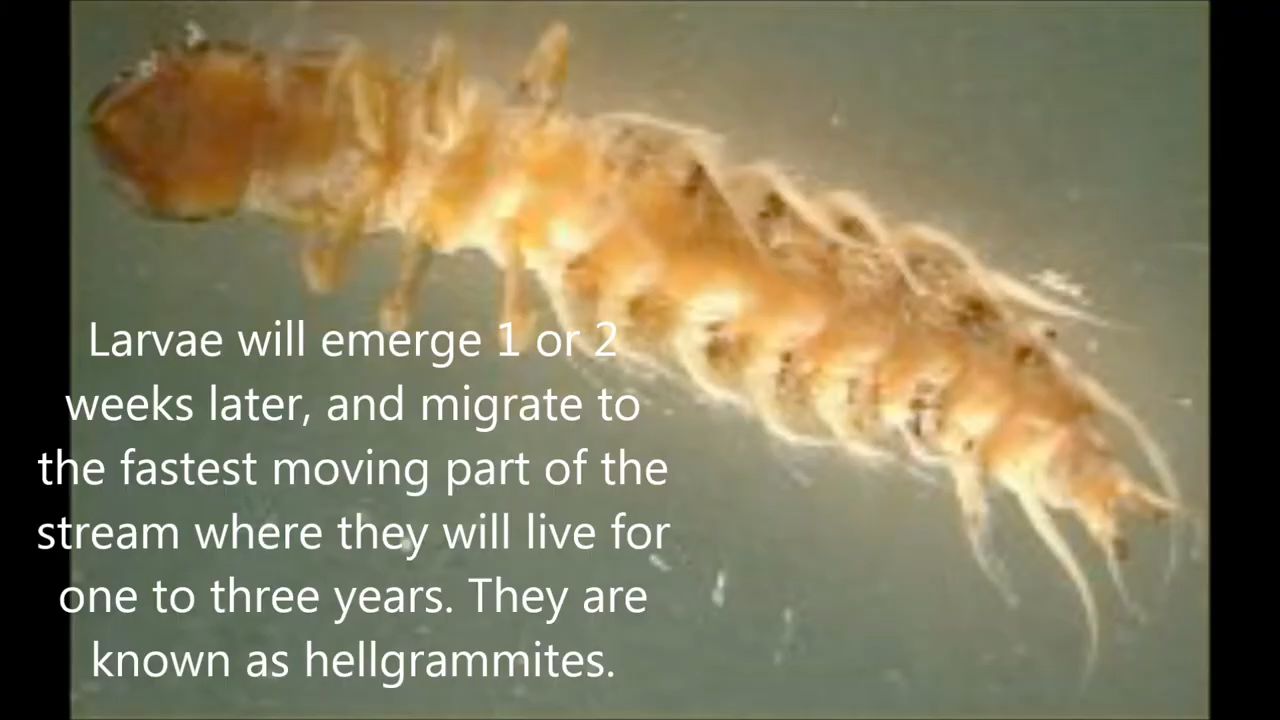 Larvae will emerge 1 or 2
weeks later, and migrate to
the fastest moving part of the
stream where they will live for
one to three years. They are
known as hellgrammites.